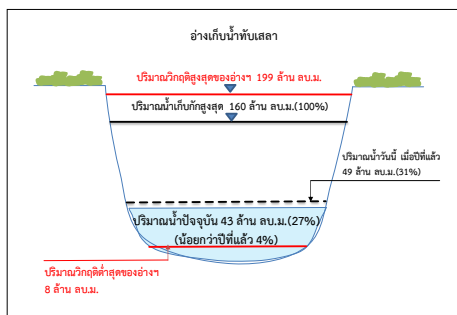 อ่างเก็บน้ำทับเสลา
ปริมาณวิกฤติสูงสุดของอ่างฯ 199 ล้าน ลบ.ม.
ปริมาณน้ำเก็บกักสูงสุด 160 ล้าน ลบ.ม.(100%)
ปริมาณน้ำวันนี้ เมื่อปีที่แล้ว
49 ล้าน ลบ.ม.(31%)
ปริมาณน้ำปัจจุบัน 43 ล้าน ลบ.ม.(27%)
(น้อยกว่าปีที่แล้ว 4%)
ปริมาณวิกฤติต่ำสุดของอ่างฯ
8 ล้าน ลบ.ม.